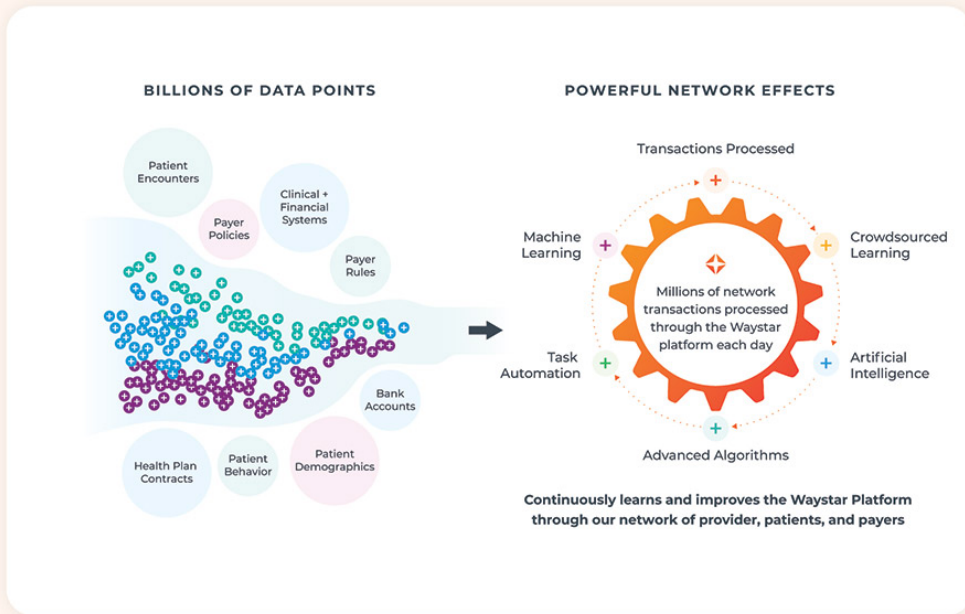 BILLIONS OF DATA POINTS
Patient
Encounters
Payer
Policies
Clinical +
Financial
Systems
Payer
Rules
Bank
Accounts
Patient
Demographics
Patient
Behavior
Health Plan
Contracts
POWERFUL NETWORK EFFECTS
Transactions Processed
Crowdsourced
Learning
Artificial
Intelligence
Advanced Algorithms
Task
Automation
Machine
Learning
Millions of network
transactions processed
through the Waystar
platform each day
Continuously learns and improves the Waystar Platform
through our network of provider, patients, and payers